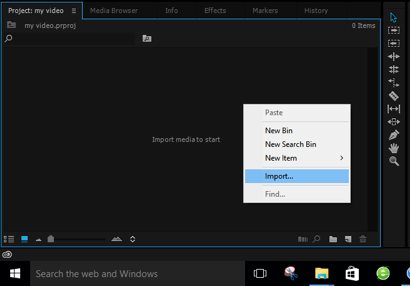 Project: my video
Media Browser
Info
Effects
Markers
History
my video.prproj
0 Items
Import media to start
Paste
New Bin
New Search Bin
New Item
Import...
Find...
Search the web and Windows